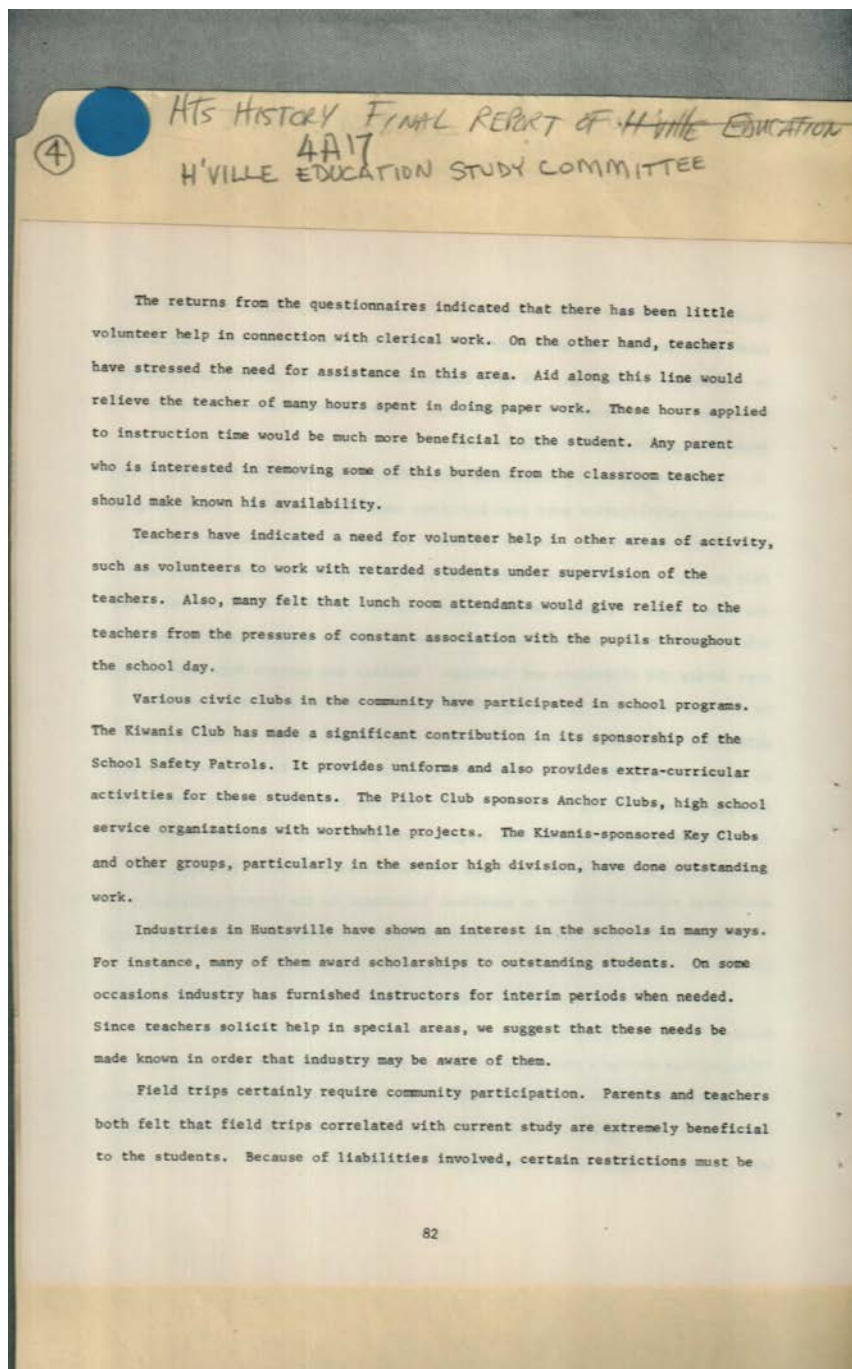 HTS HISTORY FINAL REPORT OF H'ville EDUCATION
4
4A17
H'VILLE EDUCATION STUDY COMMITTEE
The returns from the questionnaires indicated that there has been little
volunteer help in connection with clerical work. On the other hand, teachers
have stressed the need for assistance in this area. Aid along this line would
relieve the teacher of many hours spent in doing paper work. These hours applied
to instruction time would be much more beneficial to the student. Any parent
who is interested in removing some of this burden from the classroom teacher
should make known his availability.
Teachers have indicated a need for volunteer help in other areas of activity,
such as volunteers to work with retarded students under supervision of the
teachers. Also, many felt that lunch room attendants would give relief to the
teachers from the pressures of constant association with the pupils throughout
the school day.
Various civic clubs in the community have participated in school programs.
The Kiwanis Club has made a significant contribution in its sponsorship of the
School Safety Patrols. It provides uniforms and also provides extra-curricular
activities for these students. The Pilot Club sponsors Anchor Clubs, high school
service organizations with worthwhile projects. The Kiwanis-sponsored Key Clubs
and other groups, particularly in the senior high division, have done outstanding
work.
Industries in Huntsville have shown an interest in the schools in many ways.
For instance, many of them award scholarships to outstanding students. On some
occasions industry has furnished instructors for interim periods when needed.
Since teachers solicit help in special areas, we suggest that these needs be
made known in order that industry may be aware of them.
Field trips certainly require community participation. Parents and teachers
both felt that field trips correlated with current study are extremely beneficial
to the students. Because of liabilities involved, certain restrictions must be
82